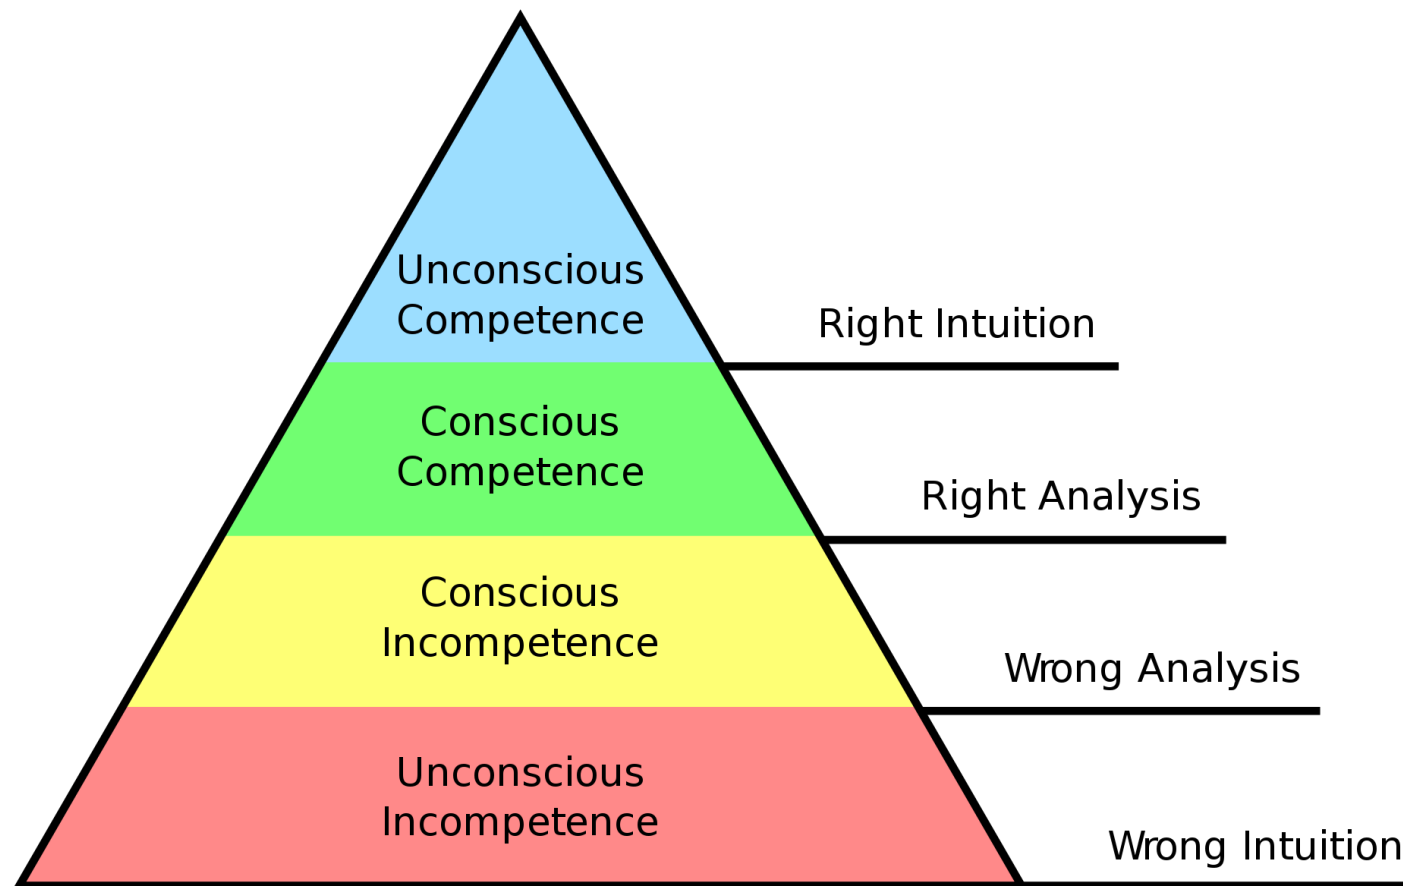 Unconscious
Competence
Right Intuition
Conscious
Competence
Right Analysis
Conscious
Incompetence
Wrong Analysis
Unconscious
Incompetence
Wrong Intuition